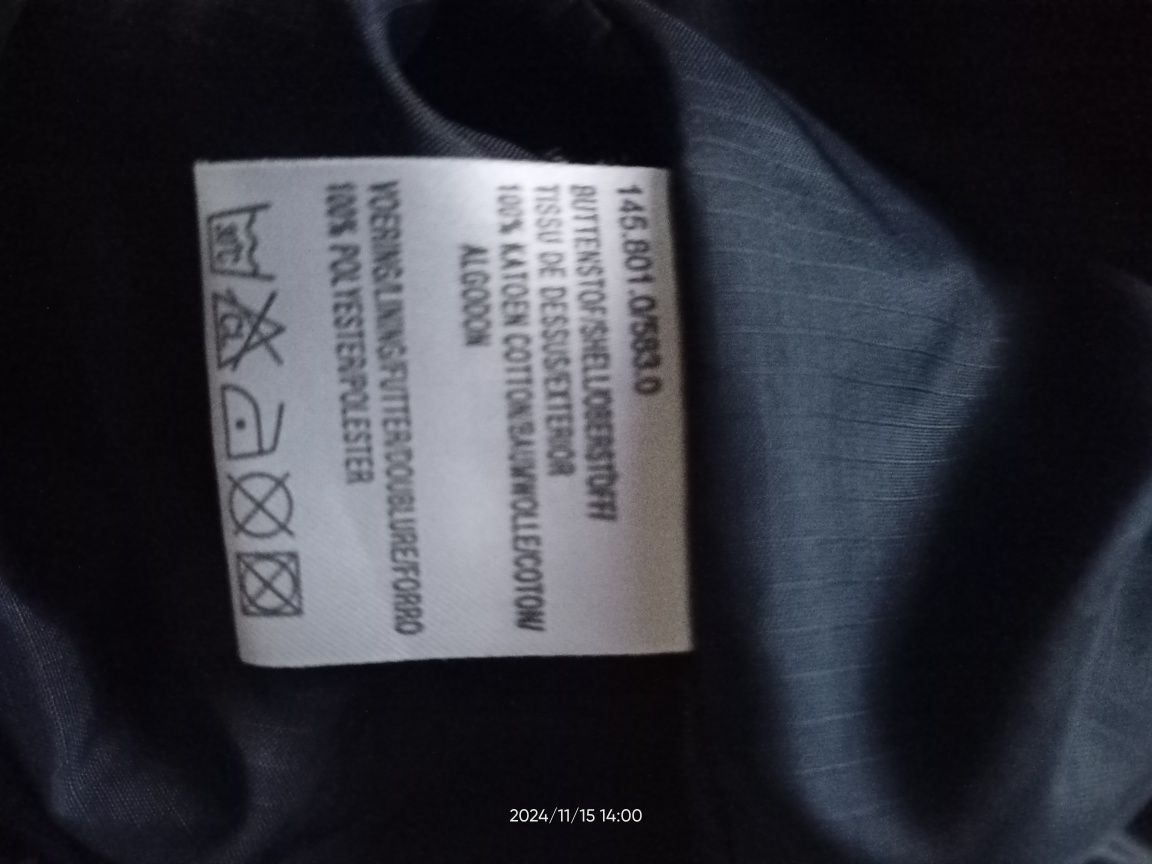 145.801.0/583.0
BUITENSTOF/SHELL/OBERSTOFF/
TISSU DE DESSUS/EXTERIOR
100% KATOEN COTTON/BAUMWOLLE/COTON/
ALGODON
VOERING/LINING/FUTTER/DOUBLURE/FORRO
100% POLYESTER/POLESTER
30°C CL
2024/11/15 14:00